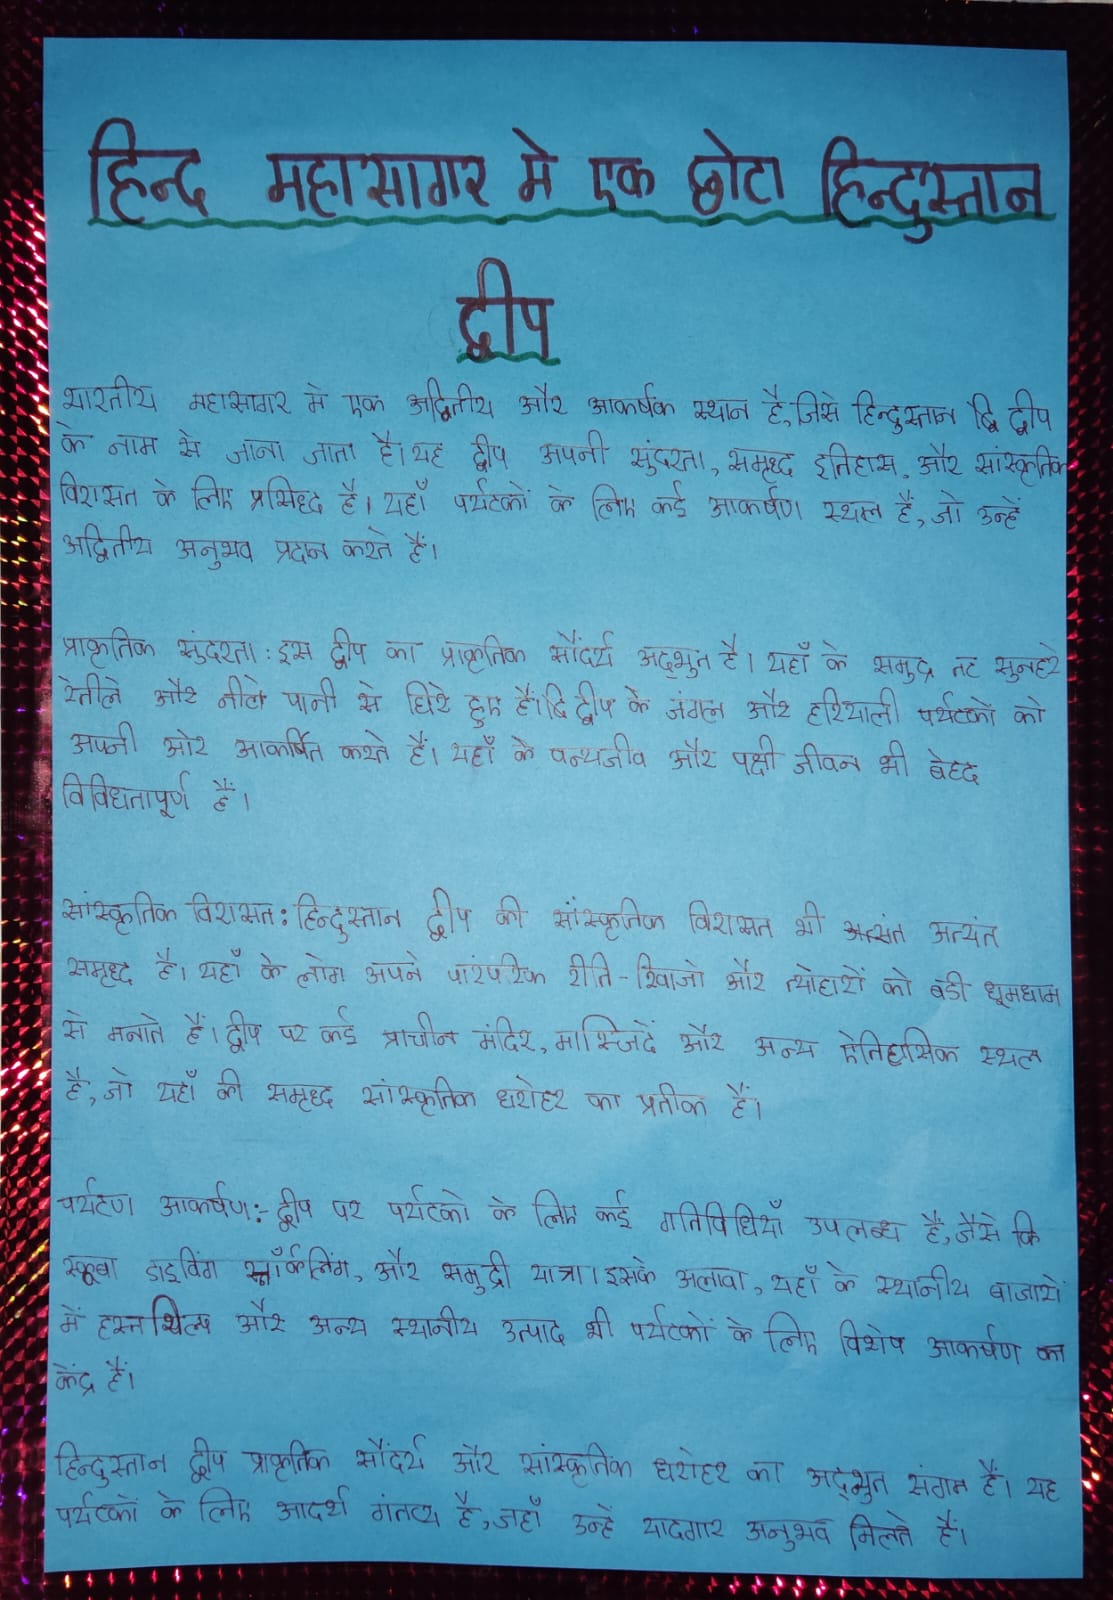 हिन्द महासागर मे एक छोटा हिन्दुस्तान
द्वीप
भारतीय महासागर मे एक अद्वितीय और आकर्षक स्थान है, जिसे हिन्दुस्तान द्वि द्वीप
के नाम से जाना जाता है। यह द्वीप अपनी सुंदरता, समृध्द इतिहास, और सांस्कृतिक
विरासत के लिए प्रसिध्द है। यहाँ पर्यटकों के लिए कई आकर्षण स्थल हैं, जो उन्हें
अद्वितीय अनुभव प्रदान करते हैं।
प्राकृतिक सुंदरता : इस द्वीप का प्राकृतिक सौंदर्य अद्भुत है। यहाँ के समुद्र तट सुनहरे
रेतीले और नीले पानी से घिरे हुए हैं। द्वि द्वीप के जंगल और हरियाली पर्यटकों को
अपनी ओर आकर्षित करते हैं। यहाँ के वन्यजीव और पक्षी जीवन भी बेहद
विविधतापूर्ण हैं।
सांस्कृतिक विरासत : हिन्दुस्तान द्वीप की सांस्कृतिक विरासत भी अत्यंत
समृध्द है। यहाँ के लोग अपने पारंपरिक रीति-रिवाजो और त्योहारों को बडी धूमधाम
से मनाते हैं। द्वीप पर कई प्राचीन मंदिर, मास्जिदें और अन्य ऐतिहासिक स्थल
है, जो यहाँ की समृध्द सांस्कृतिक धरोहर का प्रतीक हैं।
पर्यटण आकर्षण :- द्वीप पर पर्यटको के लिए कई गतिविधियाँ उपलब्ध हैं, जैसे कि
स्कूबा डाइविंग स्नॉर्कलिंग, और समुद्री यात्रा। इसके अलावा, यहाँ के स्थानीय बाजारों
में हस्तशिल्प और अन्य स्थानीय उत्पाद भी पर्यटकों के लिए विशेष आकर्षण का
केंद्र हैं।
हिन्दुस्तान द्वीप प्राकृतिक सौंदर्य और सांस्कृतिक धरोहर का अद्भुत संगम हैं। यह
पर्यटकों के लिए आदर्श गंतव्य है, जहाँ उन्हें यादगार अनुभव मिलते हैं।